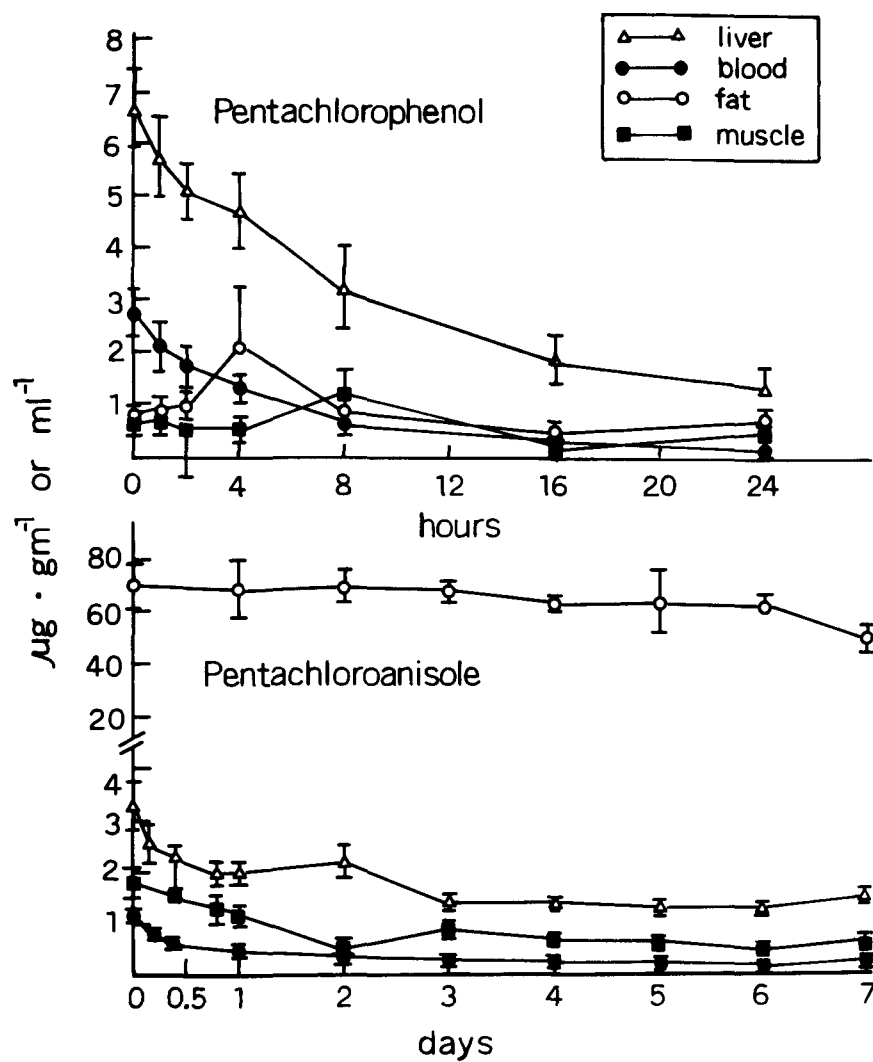 liver
blood
fat
muscle
Pentachlorophenol
8
7
6
5
4
3
2
1
0 4 8 12 16 20 24
hours
μg · gm⁻¹ or ml⁻¹
80
60
40
20
Pentachloroanisole
4
3
2
1
0 0.5 1 2 3 4 5 6 7
days